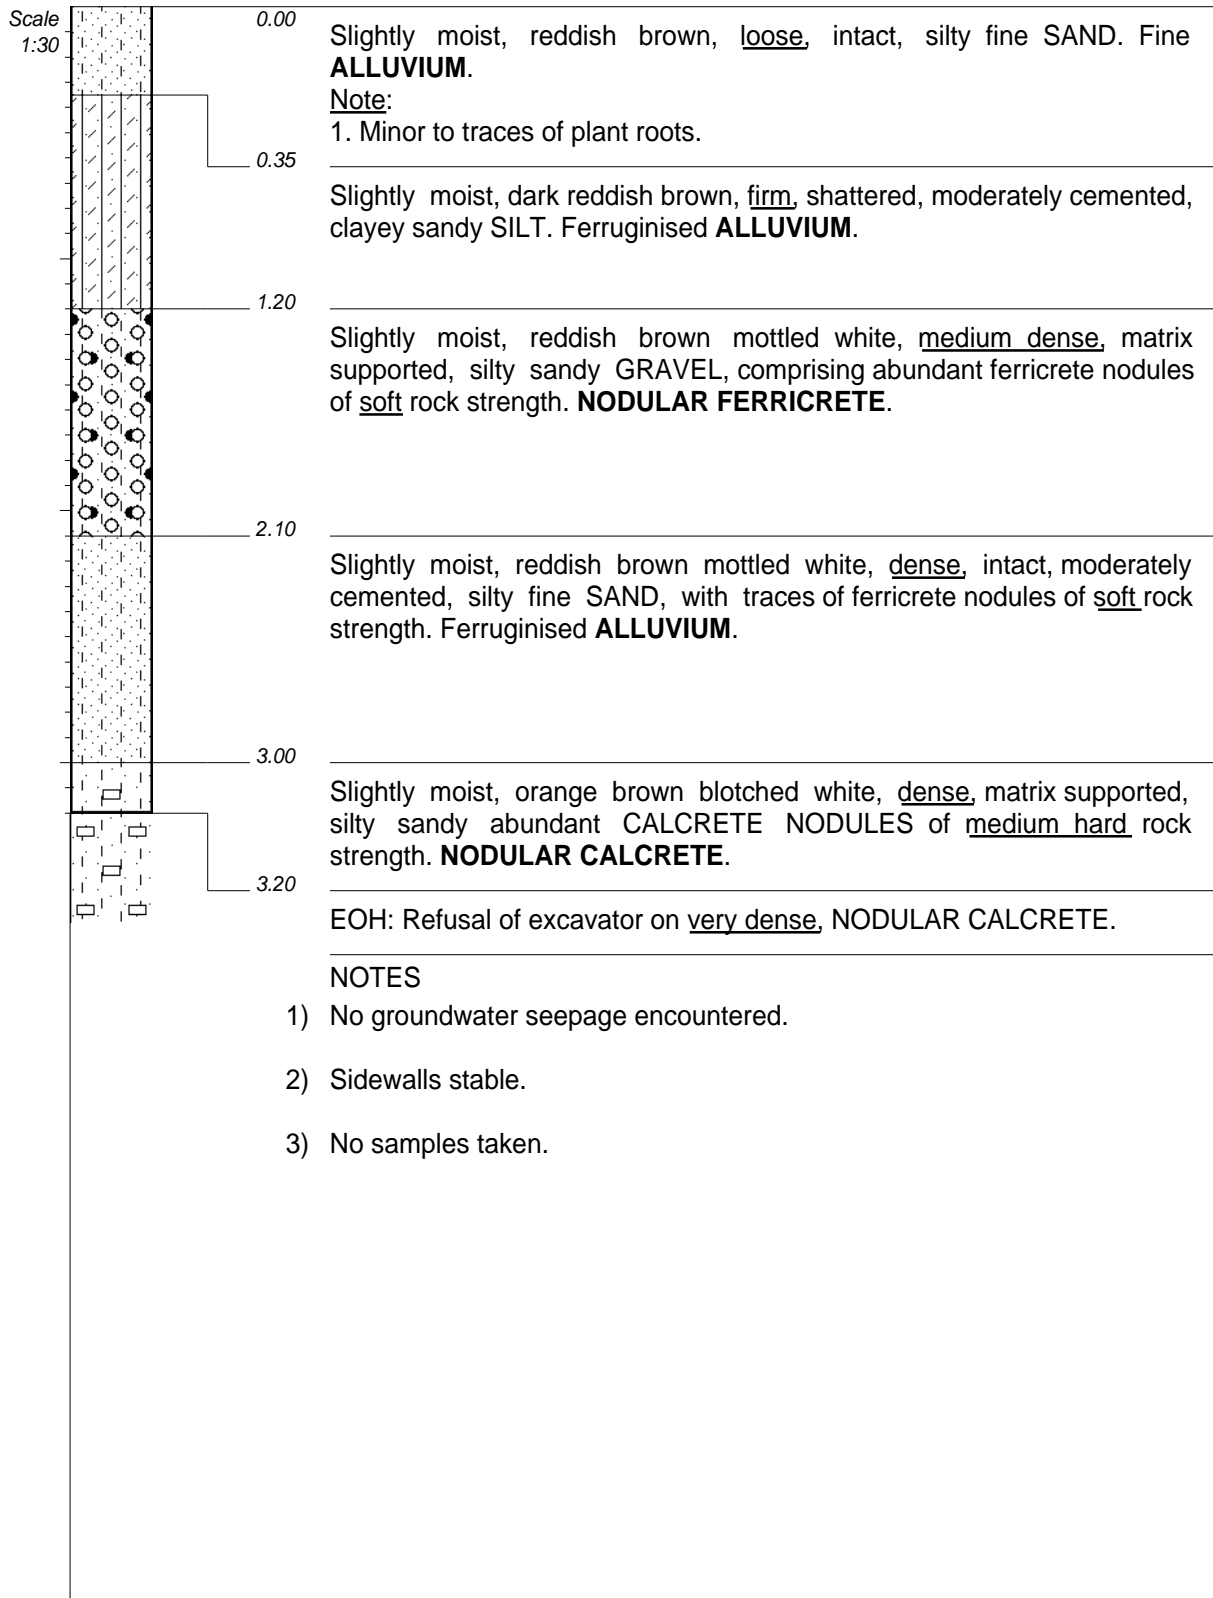 Scale
1:30
0.00
Slightly moist, reddish brown, loose, intact, silty fine SAND. Fine
ALLUVIUM.
Note:
1. Minor to traces of plant roots.
0.35
Slightly moist, dark reddish brown, firm, shattered, moderately cemented,
clayey sandy SILT. Ferruginised ALLUVIUM.
1.20
Slightly moist, reddish brown mottled white, medium dense, matrix
supported, silty sandy GRAVEL, comprising abundant ferricrete nodules
of soft rock strength. NODULAR FERRICRETE.
2.10
Slightly moist, reddish brown mottled white, dense, intact, moderately
cemented, silty fine SAND, with traces of ferricrete nodules of soft rock
strength. Ferruginised ALLUVIUM.
3.00
Slightly moist, orange brown blotched white, dense, matrix supported,
silty sandy abundant CALCRETE NODULES of medium hard rock
strength. NODULAR CALCRETE.
3.20
EOH: Refusal of excavator on very dense, NODULAR CALCRETE.
NOTES
1) No groundwater seepage encountered.
2) Sidewalls stable.
3) No samples taken.